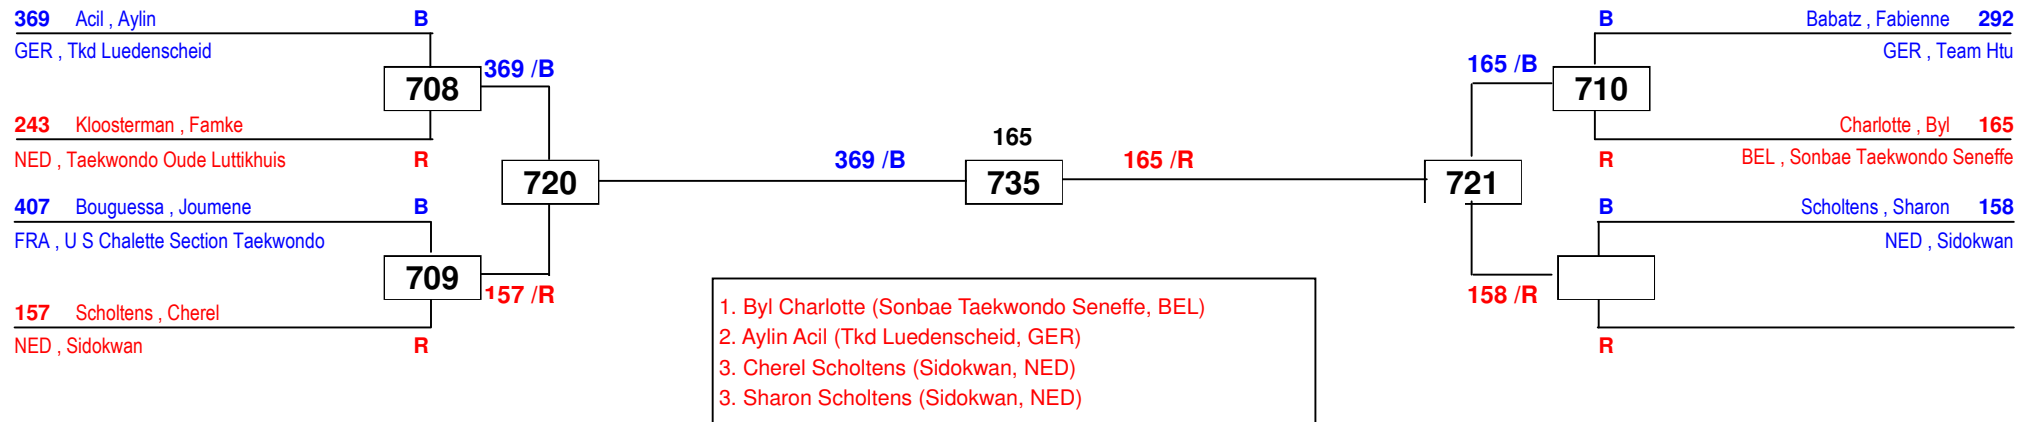 369 Acil , Aylin B
GER , Tkd Luedenscheid
708
369 /B
243 Kloosterman , Famke
NED , Taekwondo Oude Luttikhuis R
720
407 Bouguessa , Joumene B
FRA , U S Chalette Section Taekwondo
709
157 /R
157 Scholtens , Cherel
NED , Sidokwan R
369 /B
165
735
165 /R
B Babatz , Fabienne 292
GER , Team Htu
165 /B
710
Charlotte , Byl 165
R BEL , Sonbae Taekwondo Seneffe
721
B Scholtens , Sharon 158
NED , Sidokwan
158 /R
R
1. Byl Charlotte (Sonbae Taekwondo Seneffe, BEL)
2. Aylin Acil (Tkd Luedenscheid, GER)
3. Cherel Scholtens (Sidokwan, NED)
3. Sharon Scholtens (Sidokwan, NED)